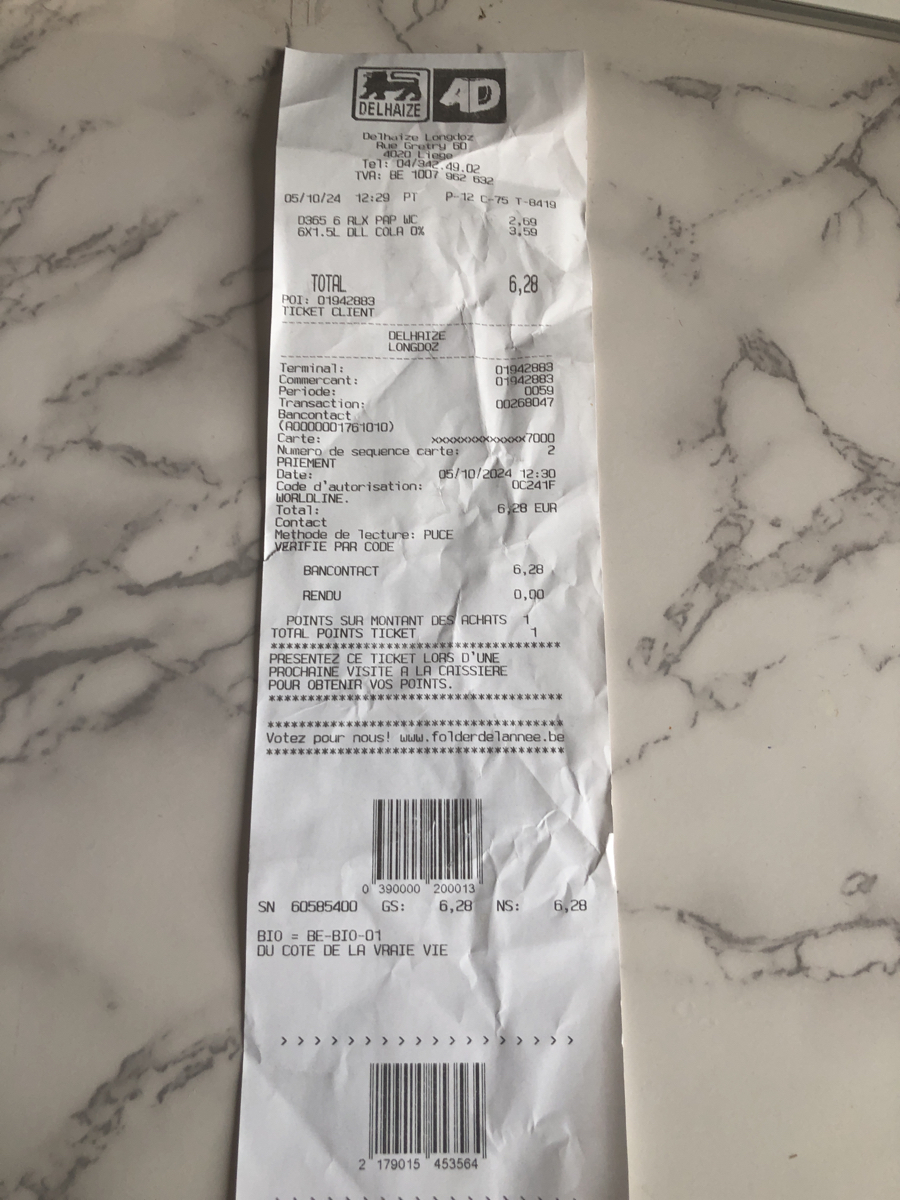 DELHAIZE AD
Delhaize Longdoz
Rue Gretry 60
4020 Liege
Tel: 04/342.49.02
TVA: BE 1007 962 632
05/10/24 12:29 PT P-12 C-75 T-8419
D365 6 RLX PAP WC 2,69
6X1.5L DLL COLA 0% 3,59
TOTAL 6,28
POI: 01942883
TICKET CLIENT
DELHAIZE
LONGDOZ
Terminal: 01942883
Commercant: 01942883
Periode: 0059
Transaction: 00268047
Bancontact
(A0000001761010)
Carte: xxxxxxxxxxxxx7000
Numero de sequence carte: 2
PAIEMENT
Date: 05/10/2024 12:30
Code d'autorisation: 0C241F
WORLDLINE.
Total: 6,28 EUR
Contact
Methode de lecture: PUCE
VERIFIE PAR CODE
BANCONTACT 6,28
RENDU 0,00
POINTS SUR MONTANT DES ACHATS 1
TOTAL POINTS TICKET 1
***************************************
PRESENTEZ CE TICKET LORS D'UNE
PROCHAINE VISITE A LA CAISSIERE
POUR OBTENIR VOS POINTS.
***************************************
***************************************
Votez pour nous! www.folderdelannee.be
***************************************
0 390000 200013
SN 60585400 GS: 6,28 NS: 6,28
BIO = BE-BIO-01
DU COTE DE LA VRAIE VIE
> > > > > > > > > > > > > > > > > >
2 179015 453564